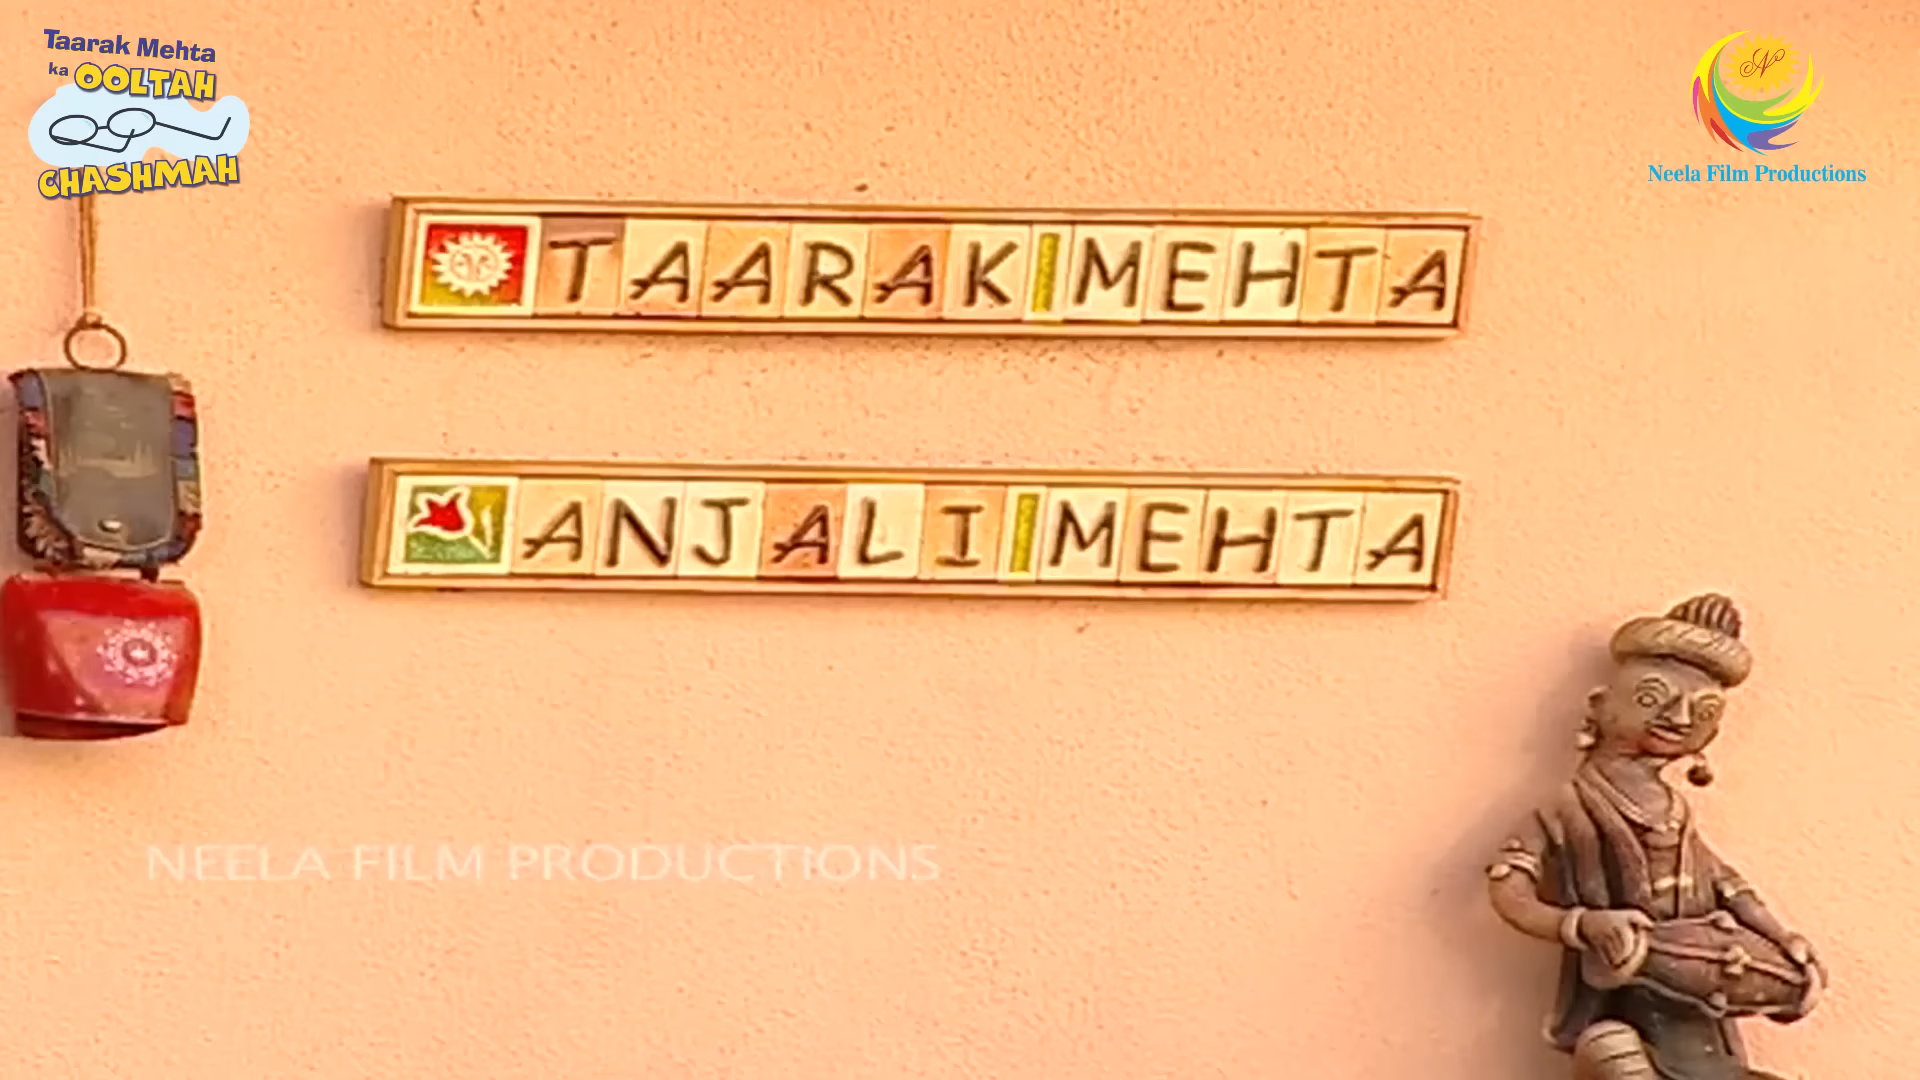 Taarak Mehta
ka OOLTAH
CHASHMAH
Neela Film Productions
TAARAK MEHTA
ANJALI MEHTA
NEELA FILM PRODUCTIONS